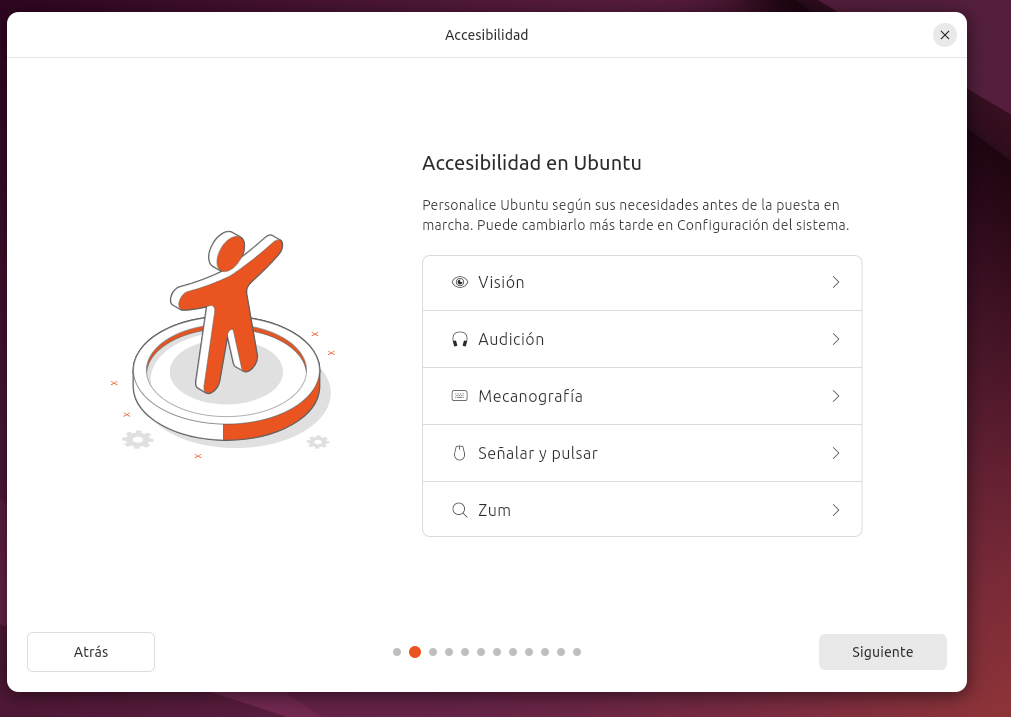 Accesibilidad
Accesibilidad en Ubuntu
Personalice Ubuntu según sus necesidades antes de la puesta en
marcha. Puede cambiarlo más tarde en Configuración del sistema.
Visión
Audición
Mecanografía
Señalar y pulsar
Zum
Atrás
Siguiente